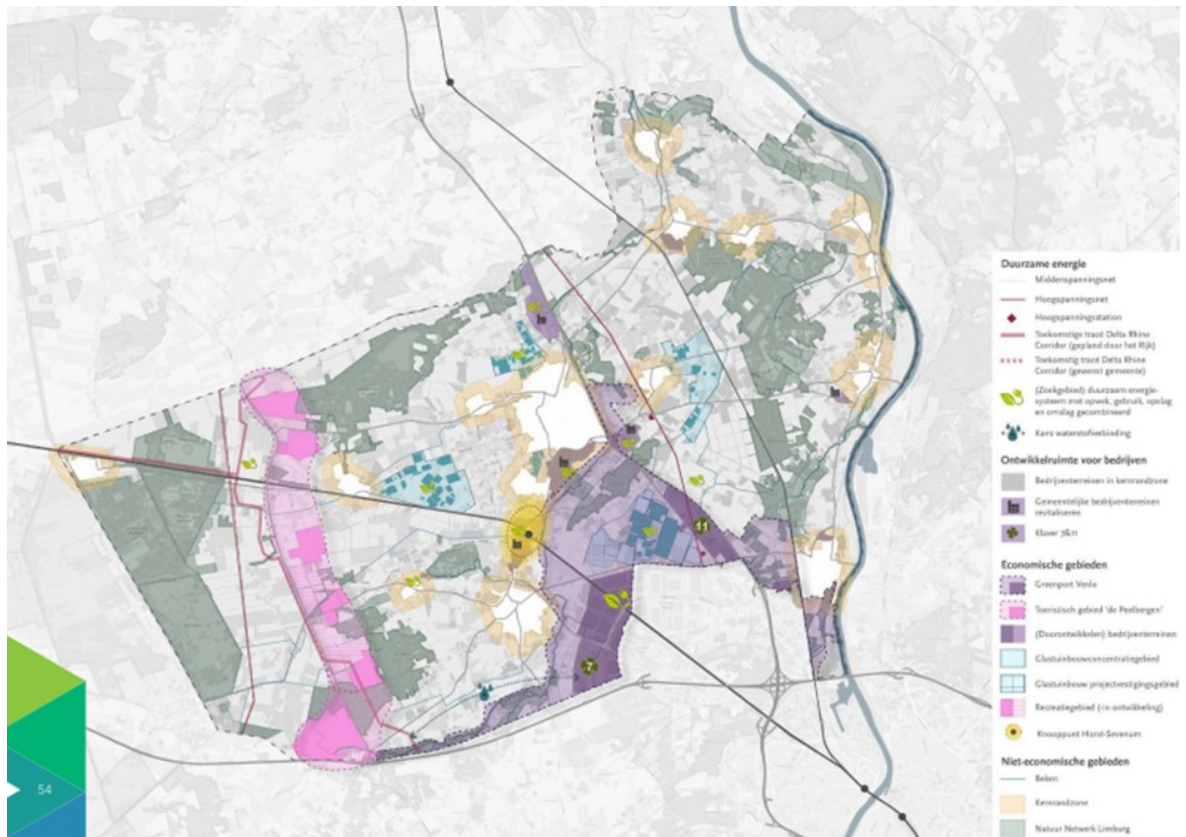 Duurzame energie
Middenspanningsnet
Hoogspanningsnet
Hoogspanningsstation
Toekomstige tracé Delta Rhine
Corridor (gepland door het Rijk)
Toekomstig tracé Delta Rhine
Corridor (gewenst gemeente)
(Zoekgebied) duurzaam energie-
systeem met opwek, gebruik, opslag
en omslag gecombineerd
Kans waterstofverbinding
Ontwikkelruimte voor bedrijven
Bedrijventerreinen in kernrandzone
Gemeentelijke bedrijventerreinen
revitaliseren
Klaver 7&11
Economische gebieden
Greenport Venlo
Toeristisch gebied 'de Peelbergen'
(Doorontwikkelen) bedrijventerreinen
Glastuinbouwconcentratiegebied
Glastuinbouw projectvestigingsgebied
Recreatiegebied (in ontwikkeling)
Knooppunt Horst-Sevenum
Niet-economische gebieden
Beken
Kernrandzone
Natuur Netwerk Limburg
11
7
54